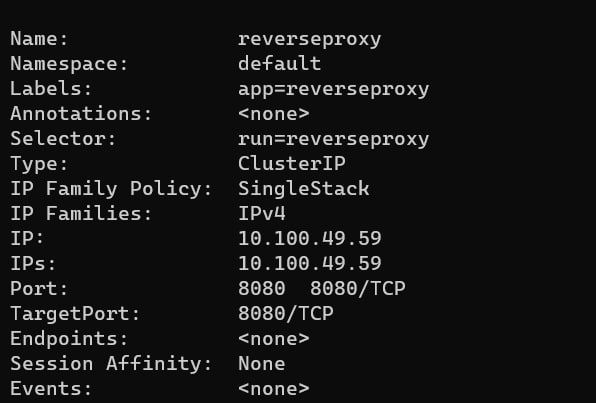 Name:              reverseproxy
Namespace:         default
Labels:            app=reverseproxy
Annotations:       <none>
Selector:          run=reverseproxy
Type:              ClusterIP
IP Family Policy:  SingleStack
IP Families:       IPv4
IP:                10.100.49.59
IPs:               10.100.49.59
Port:              8080  8080/TCP
TargetPort:        8080/TCP
Endpoints:         <none>
Session Affinity:  None
Events:            <none>